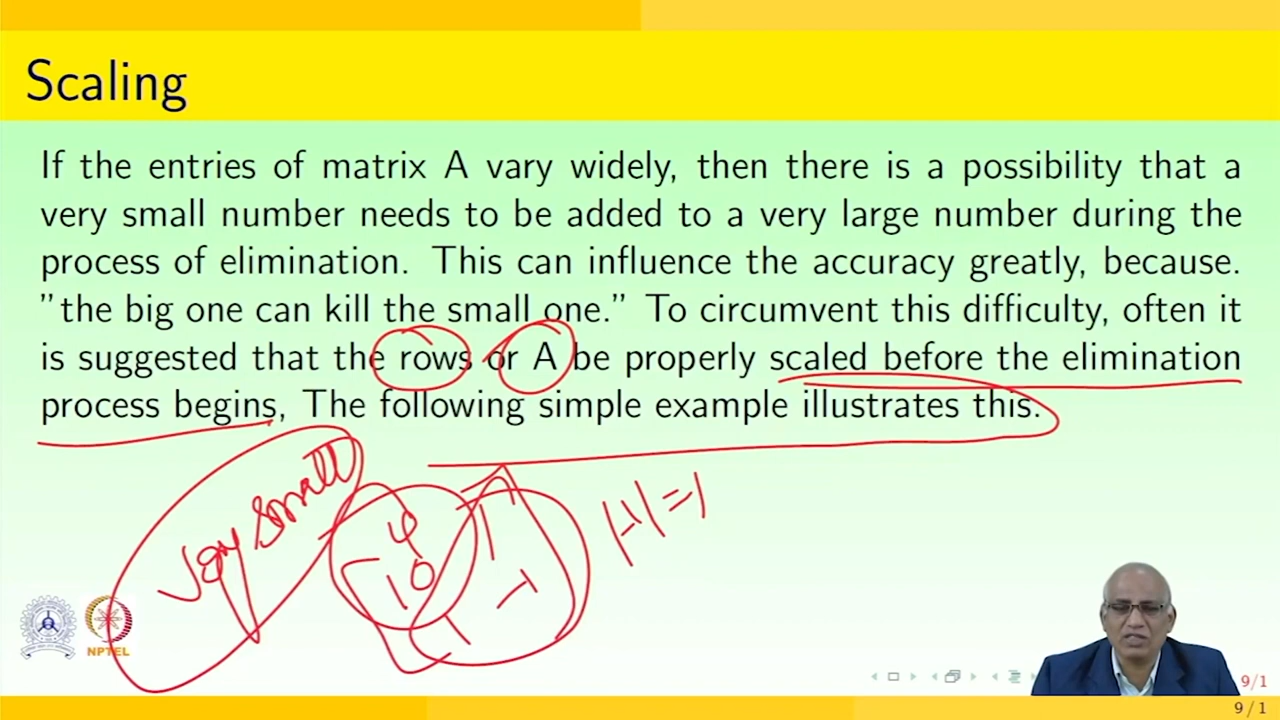 Scaling
If the entries of matrix A vary widely, then there is a possibility that a
very small number needs to be added to a very large number during the
process of elimination. This can influence the accuracy greatly, because.
”the big one can kill the small one.” To circumvent this difficulty, often it
is suggested that the rows or A be properly scaled before the elimination
process begins, The following simple example illustrates this.
very small
|-1|=1
10
-1
NPTEL
9/1
9 / 1